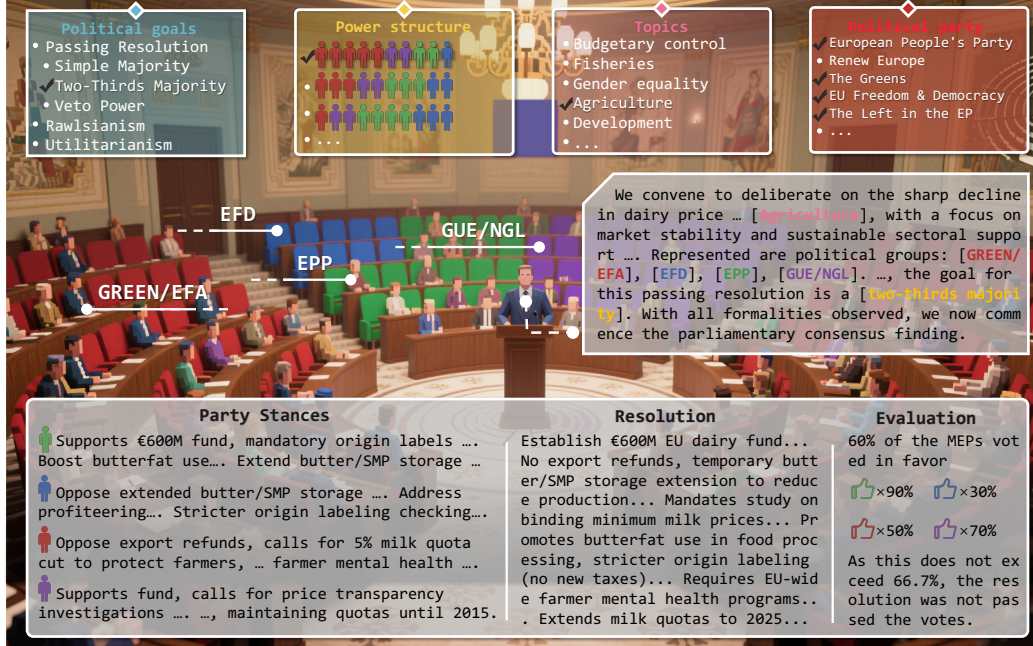 Political goals
• Passing Resolution
• Simple Majority
✓Two-Thirds Majority
• Veto Power
• Rawlsianism
• Utilitarianism
Power structure
✓
•
•
• ...
Topics
• Budgetary control
• Fisheries
• Gender equality
✓Agriculture
• Development
• ...
Political party
✓European People's Party
• Renew Europe
✓The Greens
✓EU Freedom & Democracy
✓The Left in the EP
• ...
EFD
GUE/NGL
EPP
GREEN/EFA
We convene to deliberate on the sharp decline
in dairy price … [Agriculture], with a focus on
market stability and sustainable sectoral suppo
rt …. Represented are political groups: [GREEN/
EFA], [EFD], [EPP], [GUE/NGL]. …, the goal for
this passing resolution is a [two-thirds majori
ty]. With all formalities observed, we now comm
ence the parliamentary consensus finding.
Party Stances
Supports €600M fund, mandatory origin labels ….
Boost butterfat use…. Extend butter/SMP storage …
Oppose extended butter/SMP storage …. Address
profiteering…. Stricter origin labeling checking….
Oppose export refunds, calls for 5% milk quota
cut to protect farmers, … farmer mental health ….
Supports fund, calls for price transparency
investigations …. …, maintaining quotas until 2015.
Resolution
Establish €600M EU dairy fund...
No export refunds, temporary butt
er/SMP storage extension to reduc
e production... Mandates study on
binding minimum milk prices... Pr
omotes butterfat use in food proc
essing, stricter origin labeling
(no new taxes)... Requires EU-wid
e farmer mental health programs..
. Extends milk quotas to 2025...
Evaluation
60% of the MEPs vot
ed in favor
×90% ×30%
×50% ×70%
As this does not ex
ceed 66.7%, the res
olution was not pas
sed the votes.